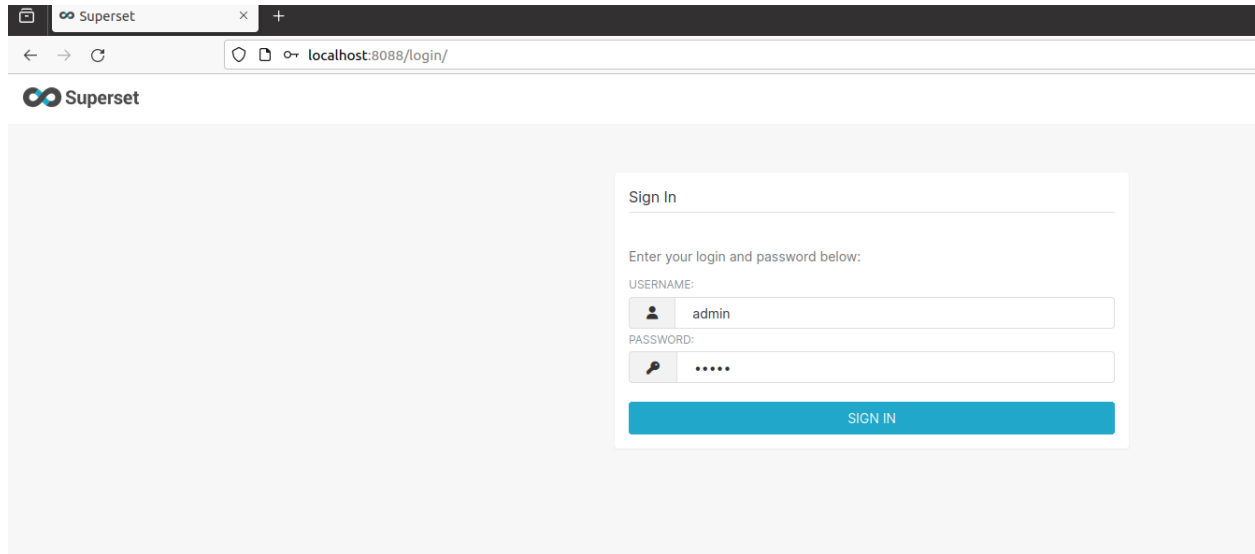 Superset
localhost:8088/login/
Superset
Sign In
Enter your login and password below:
USERNAME:
admin
PASSWORD:
•••••
SIGN IN